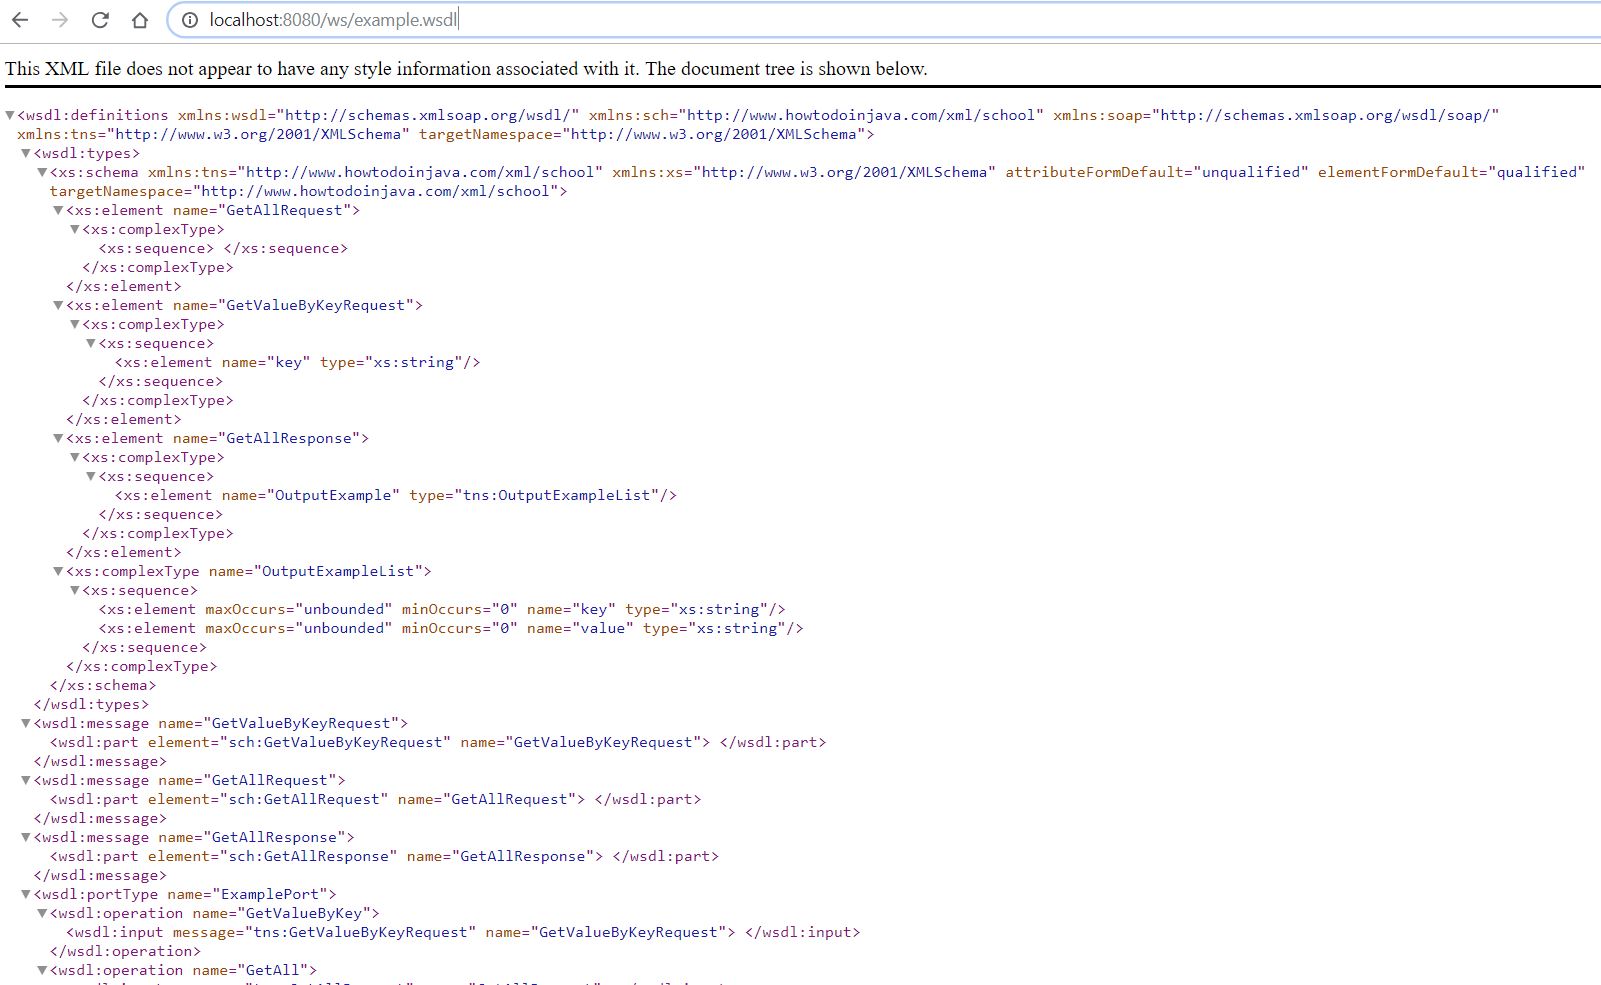 localhost:8080/ws/example.wsdl
This XML file does not appear to have any style information associated with it. The document tree is shown below.
▼<wsdl:definitions xmlns:wsdl="http://schemas.xmlsoap.org/wsdl/" xmlns:sch="http://www.howtodoinjava.com/xml/school" xmlns:soap="http://schemas.xmlsoap.org/wsdl/soap/"
xmlns:tns="http://www.w3.org/2001/XMLSchema" targetNamespace="http://www.w3.org/2001/XMLSchema">
▼<wsdl:types>
▼<xs:schema xmlns:tns="http://www.howtodoinjava.com/xml/school" xmlns:xs="http://www.w3.org/2001/XMLSchema" attributeFormDefault="unqualified" elementFormDefault="qualified"
targetNamespace="http://www.howtodoinjava.com/xml/school">
▼<xs:element name="GetAllRequest">
▼<xs:complexType>
<xs:sequence> </xs:sequence>
</xs:complexType>
</xs:element>
▼<xs:element name="GetValueByKeyRequest">
▼<xs:complexType>
▼<xs:sequence>
<xs:element name="key" type="xs:string"/>
</xs:sequence>
</xs:complexType>
</xs:element>
▼<xs:element name="GetAllResponse">
▼<xs:complexType>
▼<xs:sequence>
<xs:element name="OutputExample" type="tns:OutputExampleList"/>
</xs:sequence>
</xs:complexType>
</xs:element>
▼<xs:complexType name="OutputExampleList">
▼<xs:sequence>
<xs:element maxOccurs="unbounded" minOccurs="0" name="key" type="xs:string"/>
<xs:element maxOccurs="unbounded" minOccurs="0" name="value" type="xs:string"/>
</xs:sequence>
</xs:complexType>
</xs:schema>
</wsdl:types>
▼<wsdl:message name="GetValueByKeyRequest">
<wsdl:part element="sch:GetValueByKeyRequest" name="GetValueByKeyRequest"> </wsdl:part>
</wsdl:message>
▼<wsdl:message name="GetAllRequest">
<wsdl:part element="sch:GetAllRequest" name="GetAllRequest"> </wsdl:part>
</wsdl:message>
▼<wsdl:message name="GetAllResponse">
<wsdl:part element="sch:GetAllResponse" name="GetAllResponse"> </wsdl:part>
</wsdl:message>
▼<wsdl:portType name="ExamplePort">
▼<wsdl:operation name="GetValueByKey">
<wsdl:input message="tns:GetValueByKeyRequest" name="GetValueByKeyRequest"> </wsdl:input>
</wsdl:operation>
▼<wsdl:operation name="GetAll">